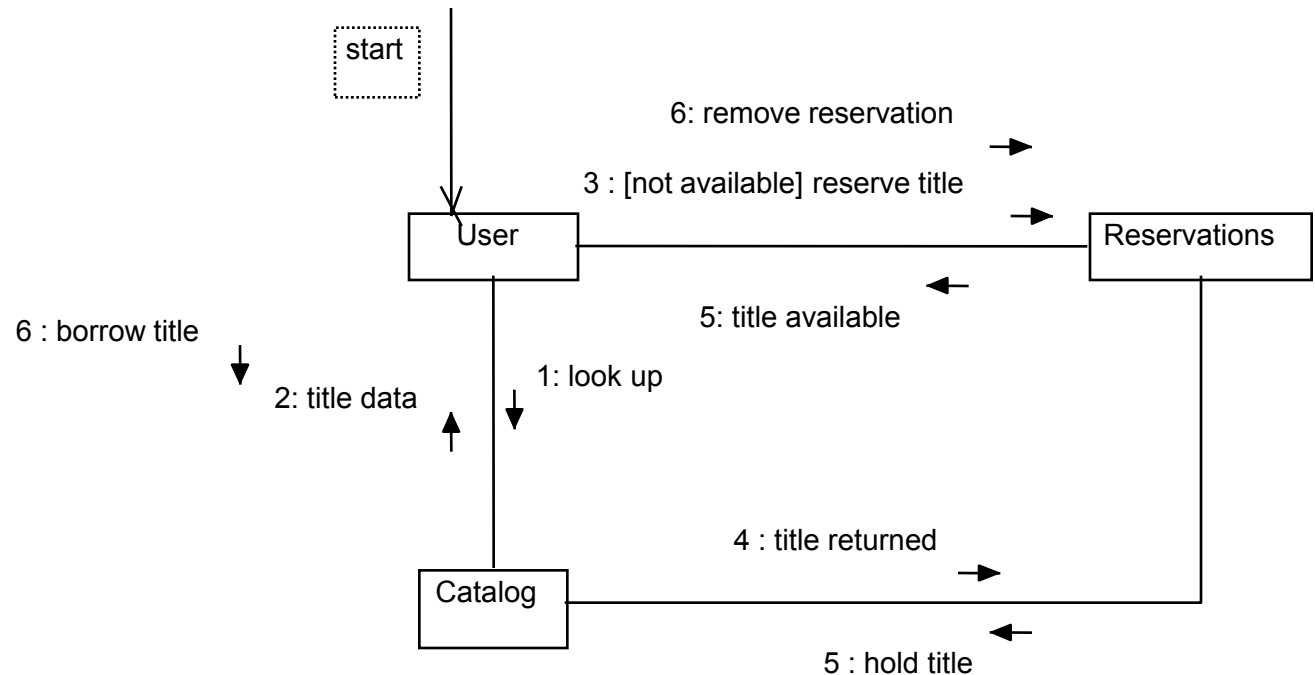 start
6: remove reservation
3 : [not available] reserve title
User
Reservations
5: title available
6 : borrow title
1: look up
2: title data
4 : title returned
Catalog
5 : hold title